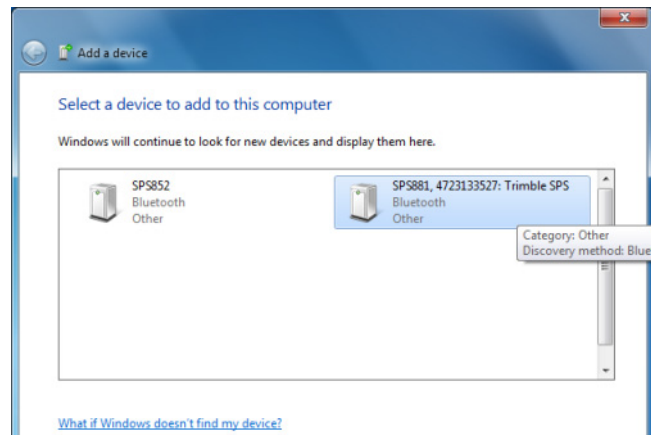 Add a device
Select a device to add to this computer
Windows will continue to look for new devices and display them here.
SPS852
Bluetooth
Other
SPS881, 4723133527: Trimble SPS
Bluetooth
Other
Category: Other
Discovery method: Blue
What if Windows doesn't find my device?